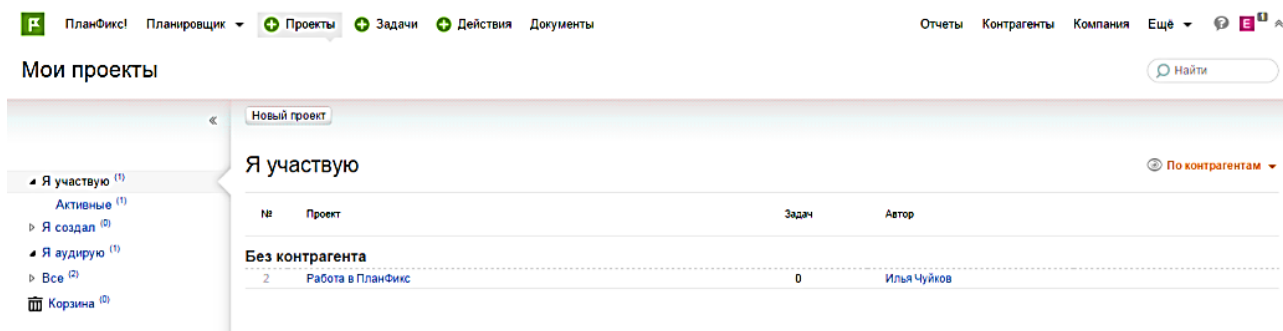 ПланФикс! Планировщик Проекты Задачи Действия Документы Отчеты Контрагенты Компания Ещё ? E 1
Мои проекты Найти
Новый проект
Я участвую По контрагентам
Я участвую (1)
Активные (1)
Я создал (0)
Я аудирую (1)
Все (2)
Корзина (0)
№ Проект Задач Автор
Без контрагента
2 Работа в ПланФикс 0 Илья Чуйков